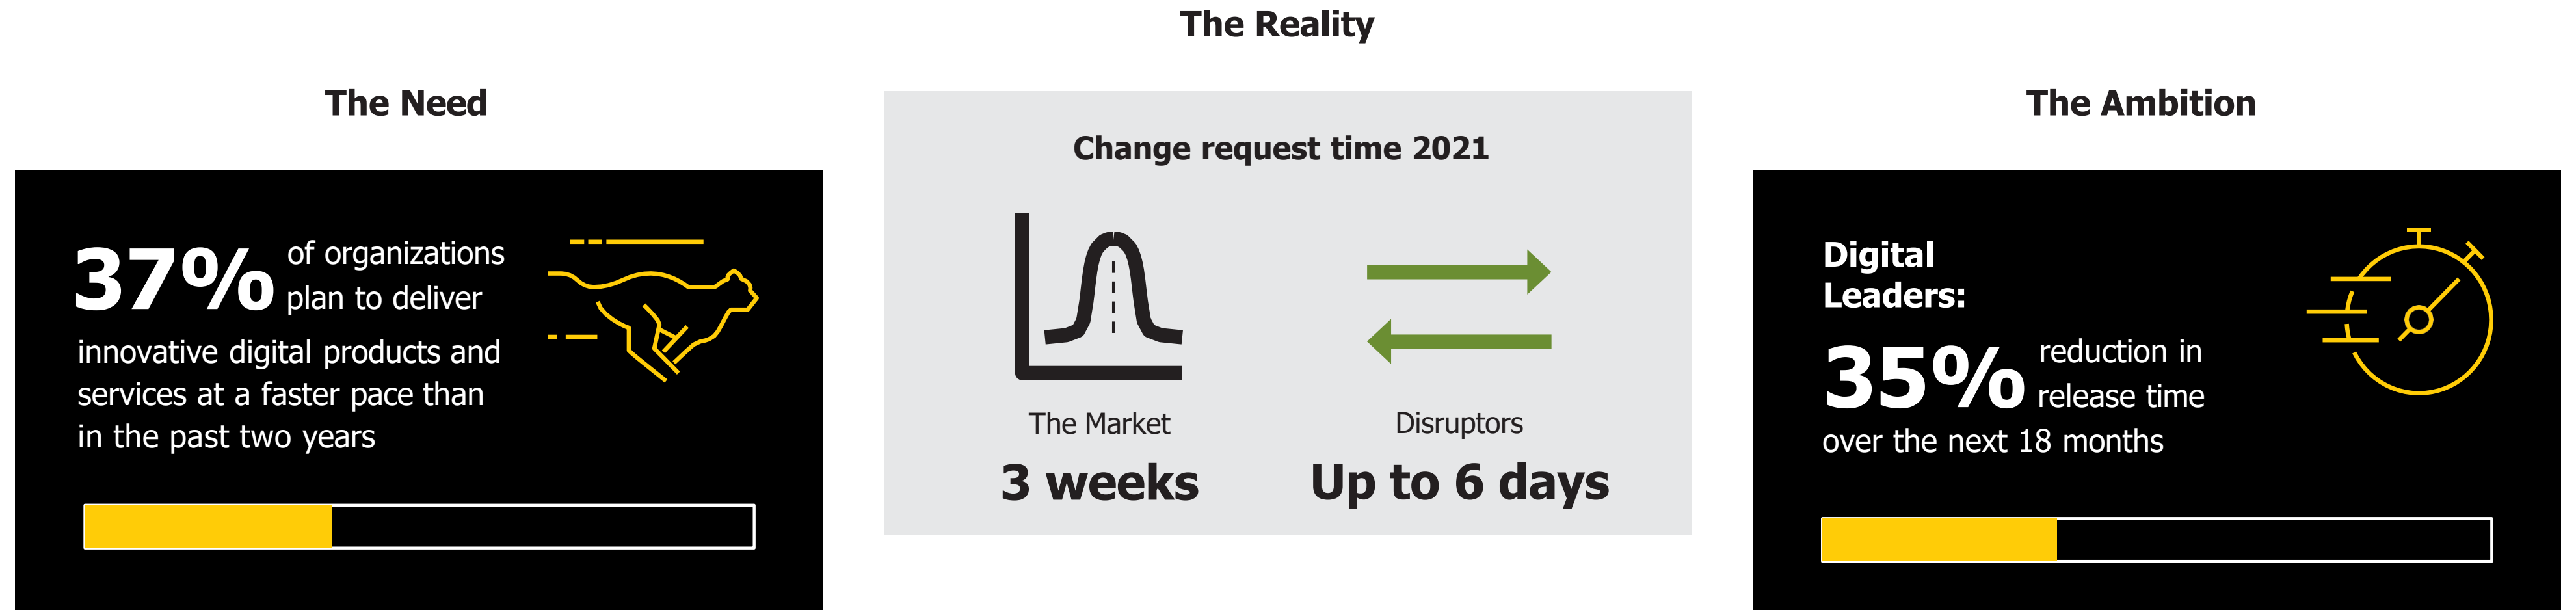 The Need
37% of organizations
plan to deliver
innovative digital products and
services at a faster pace than
in the past two years
The Reality
Change request time 2021
The Market
3 weeks
Disruptors
Up to 6 days
The Ambition
Digital
Leaders:
35% reduction in
release time
over the next 18 months